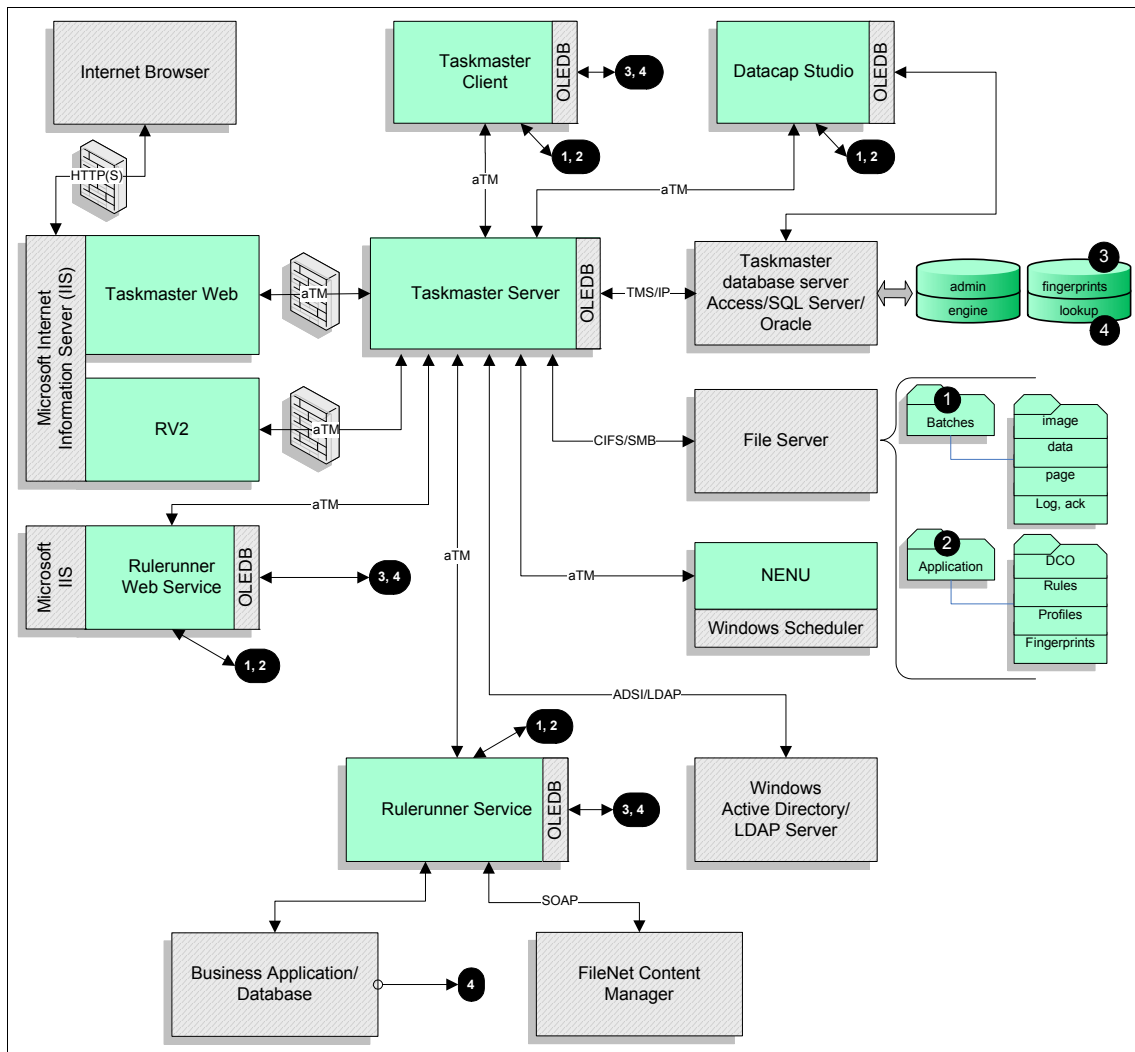 Internet Browser
Taskmaster
Client
OLEDB
3, 4
Datacap Studio
OLEDB
1, 2
1, 2
HTTP(S)
aTM
aTM
Microsoft Internet
Information Server (IIS)
Taskmaster Web
aTM
Taskmaster Server
OLEDB
TMS/IP
Taskmaster
database server
Access/SQL Server/
Oracle
admin
engine
3
fingerprints
lookup
4
RV2
aTM
CIFS/SMB
File Server
1
Batches
image
data
page
Log, ack
aTM
Microsoft
IIS
Rulerunner
Web Service
OLEDB
3, 4
1, 2
aTM
aTM
NENU
Windows Scheduler
2
Application
DCO
Rules
Profiles
Fingerprints
ADSI/LDAP
1, 2
Rulerunner Service
OLEDB
3, 4
Windows
Active Directory/
LDAP Server
SOAP
Business Application/
Database
4
FileNet Content
Manager